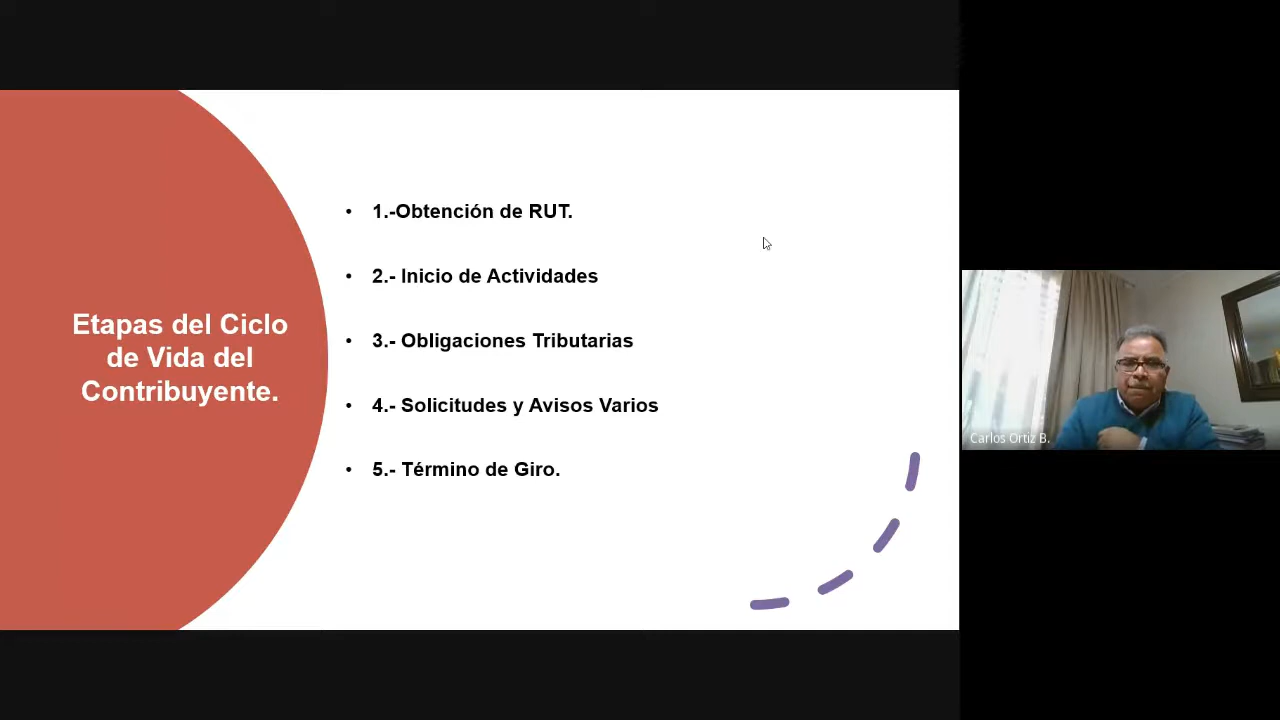 Etapas del Ciclo
de Vida del
Contribuyente.
• 1.-Obtención de RUT.
• 2.- Inicio de Actividades
• 3.- Obligaciones Tributarias
• 4.- Solicitudes y Avisos Varios
• 5.- Término de Giro.
Carlos Ortiz B.